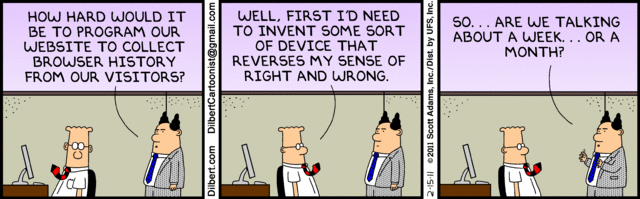 HOW HARD WOULD IT
BE TO PROGRAM OUR
WEBSITE TO COLLECT
BROWSER HISTORY
FROM OUR VISITORS?
Dilbert.com DilbertCartoonist@gmail.com
WELL, FIRST I'D NEED
TO INVENT SOME SORT
OF DEVICE THAT
REVERSES MY SENSE OF
RIGHT AND WRONG.
2-15-11 ©2011 Scott Adams, Inc./Dist. by UFS, Inc.
SO. . . ARE WE TALKING
ABOUT A WEEK. . . OR A
MONTH?